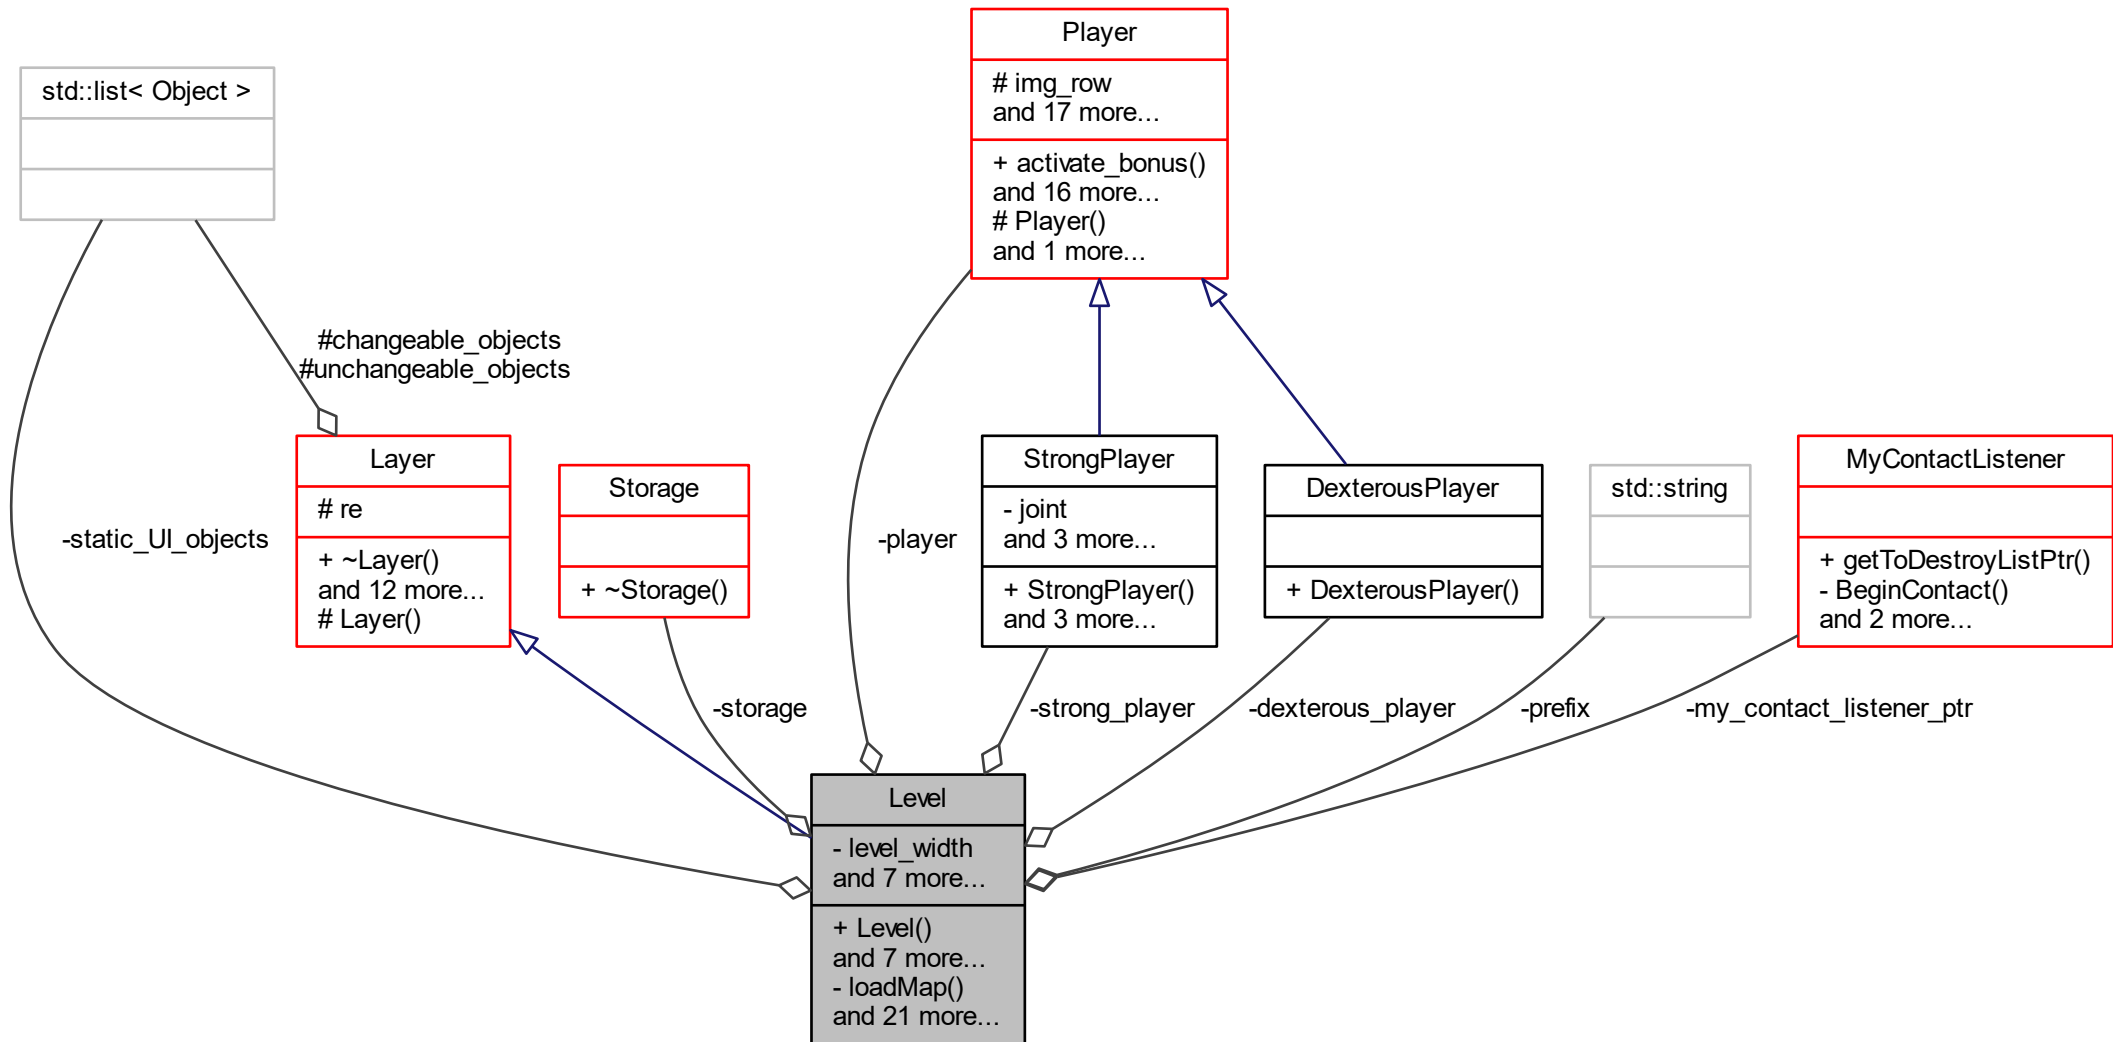 Player
# img_row
and 17 more...
+ activate_bonus()
and 16 more...
# Player()
and 1 more...
std::list< Object >
#changeable_objects
#unchangeable_objects
-static_UI_objects
Layer
# re
+ ~Layer()
and 12 more...
# Layer()
Storage
+ ~Storage()
-player
StrongPlayer
- joint
and 3 more...
+ StrongPlayer()
and 3 more...
DexterousPlayer
+ DexterousPlayer()
std::string
MyContactListener
+ getToDestroyListPtr()
- BeginContact()
and 2 more...
-storage
-strong_player
-dexterous_player
-prefix
-my_contact_listener_ptr
Level
- level_width
and 7 more...
+ Level()
and 7 more...
- loadMap()
and 21 more...